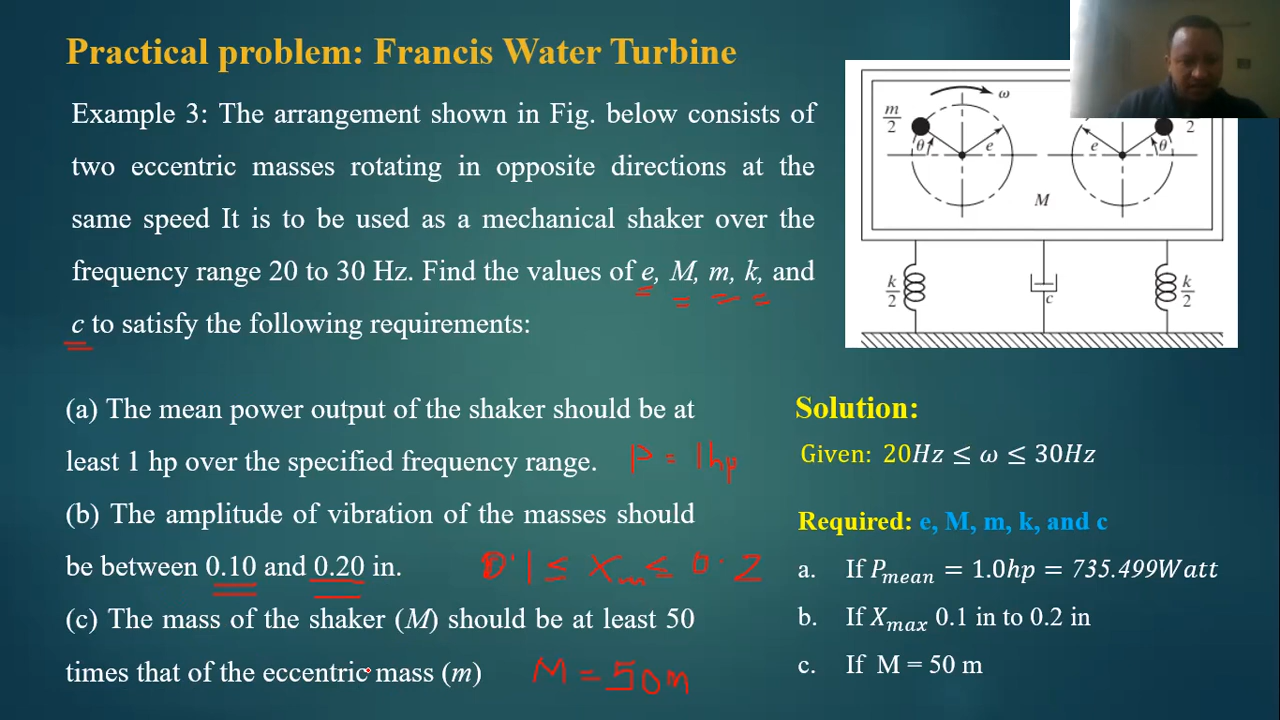 Practical problem: Francis Water Turbine
Example 3: The arrangement shown in Fig. below consists of
two eccentric masses rotating in opposite directions at the
same speed It is to be used as a mechanical shaker over the
frequency range 20 to 30 Hz. Find the values of e, M, m, k, and
c to satisfy the following requirements:
(a) The mean power output of the shaker should be at
least 1 hp over the specified frequency range.
P = 1hp
(b) The amplitude of vibration of the masses should
be between 0.10 and 0.20 in.
0.1 ≤ Xm ≤ 0.2
(c) The mass of the shaker (M) should be at least 50
times that of the eccentric mass (m)
M = 50m
ω
m/2
θ
e
e
θ
2
M
k/2
c
k/2
Solution:
Given: 20Hz ≤ ω ≤ 30Hz
Required: e, M, m, k, and c
a. If Pmean = 1.0hp = 735.499Watt
b. If Xmax 0.1 in to 0.2 in
c. If M = 50 m